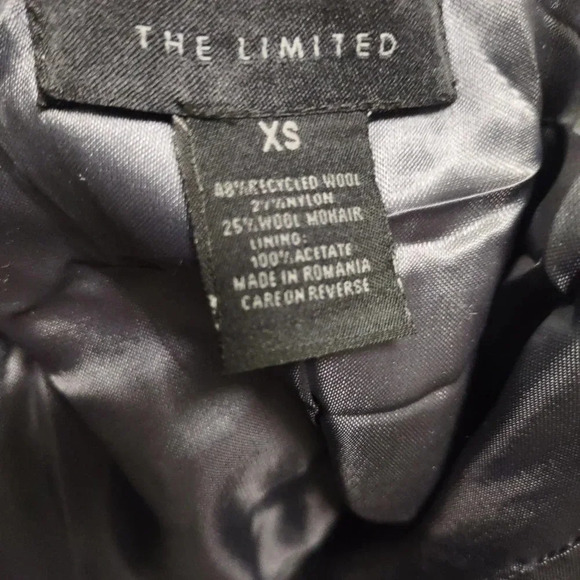 THE LIMITED
XS
RECYCLED WOOL
27% NYLON
25% WOOL MOHAIR
LINING:
100% ACETATE
MADE IN ROMANIA
CARE ON REVERSE